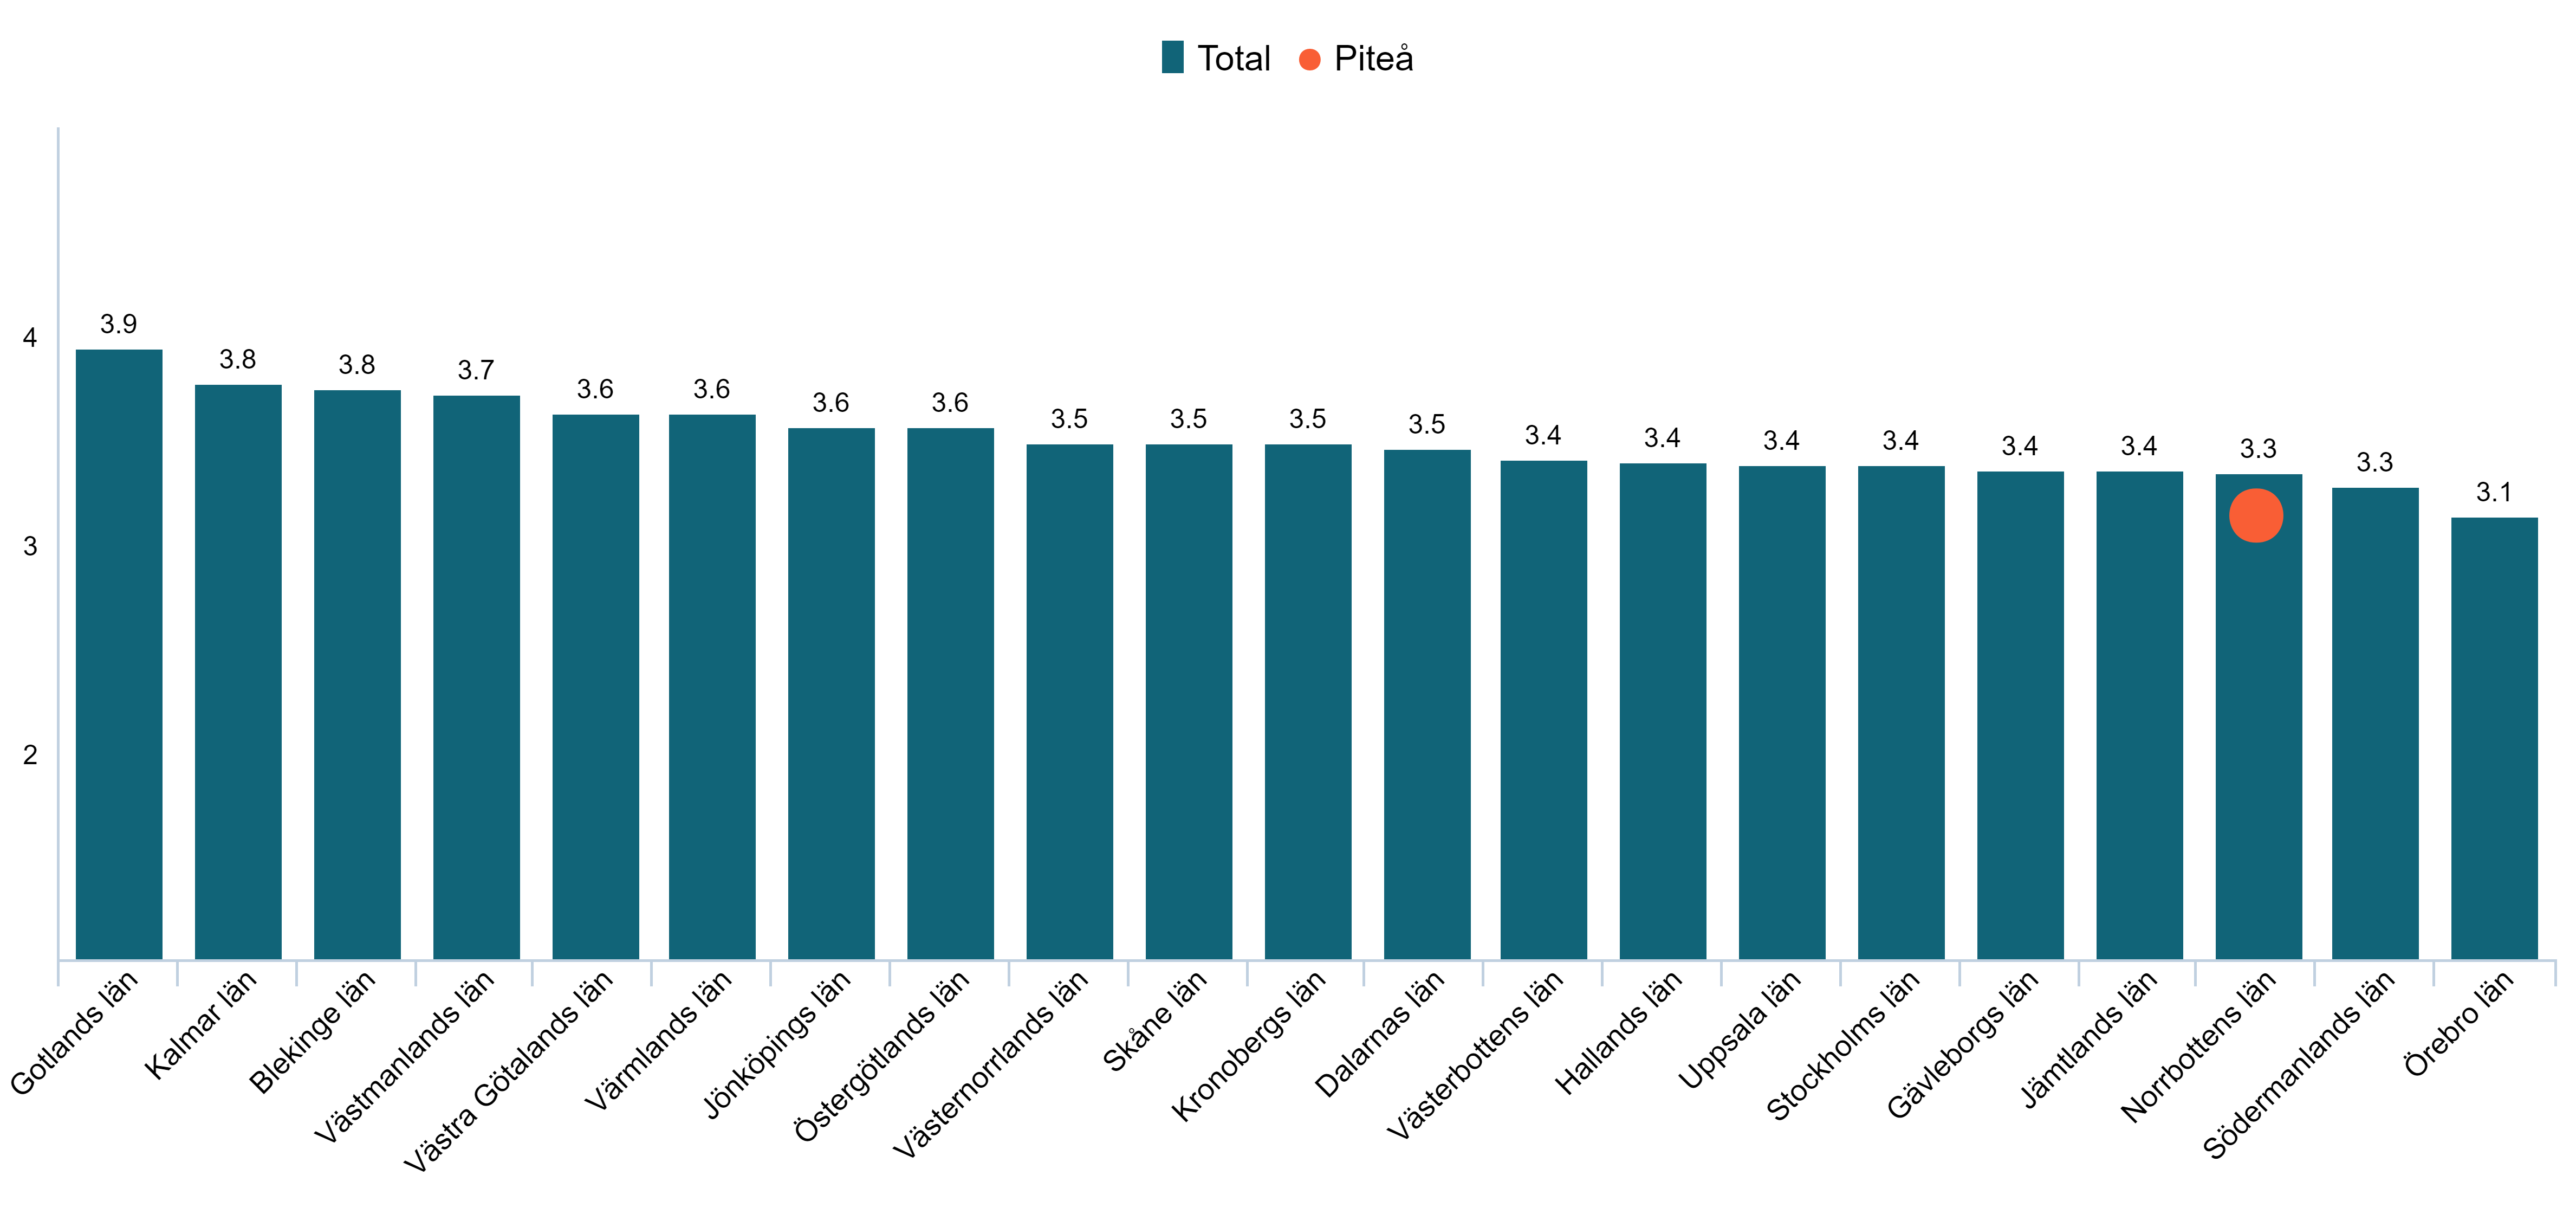 Total Piteå
4
3
2
3.9 3.8 3.8 3.7 3.6 3.6 3.6 3.6 3.5 3.5 3.5 3.5 3.4 3.4 3.4 3.4 3.4 3.4 3.3 3.3 3.1
Gotlands län
Kalmar län
Blekinge län
Västmanlands län
Västra Götalands län
Värmlands län
Jönköpings län
Östergötlands län
Västernorrlands län
Skåne län
Kronobergs län
Dalarnas län
Västerbottens län
Hallands län
Uppsala län
Stockholms län
Gävleborgs län
Jämtlands län
Norrbottens län
Södermanlands län
Örebro län